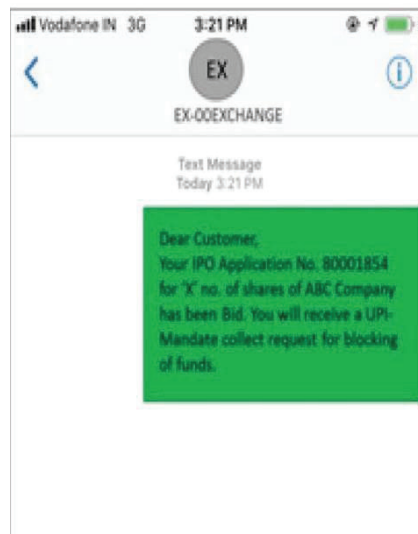 Vodafone IN 3G 3:21 PM
EX
EX-00EXCHANGE
Text Message
Today 3:21 PM
Dear Customer,
Your IPO Application No. 80001854
for 'X' no. of shares of ABC Company
has been Bid. You will receive a UPI-
Mandate collect request for blocking
of funds.